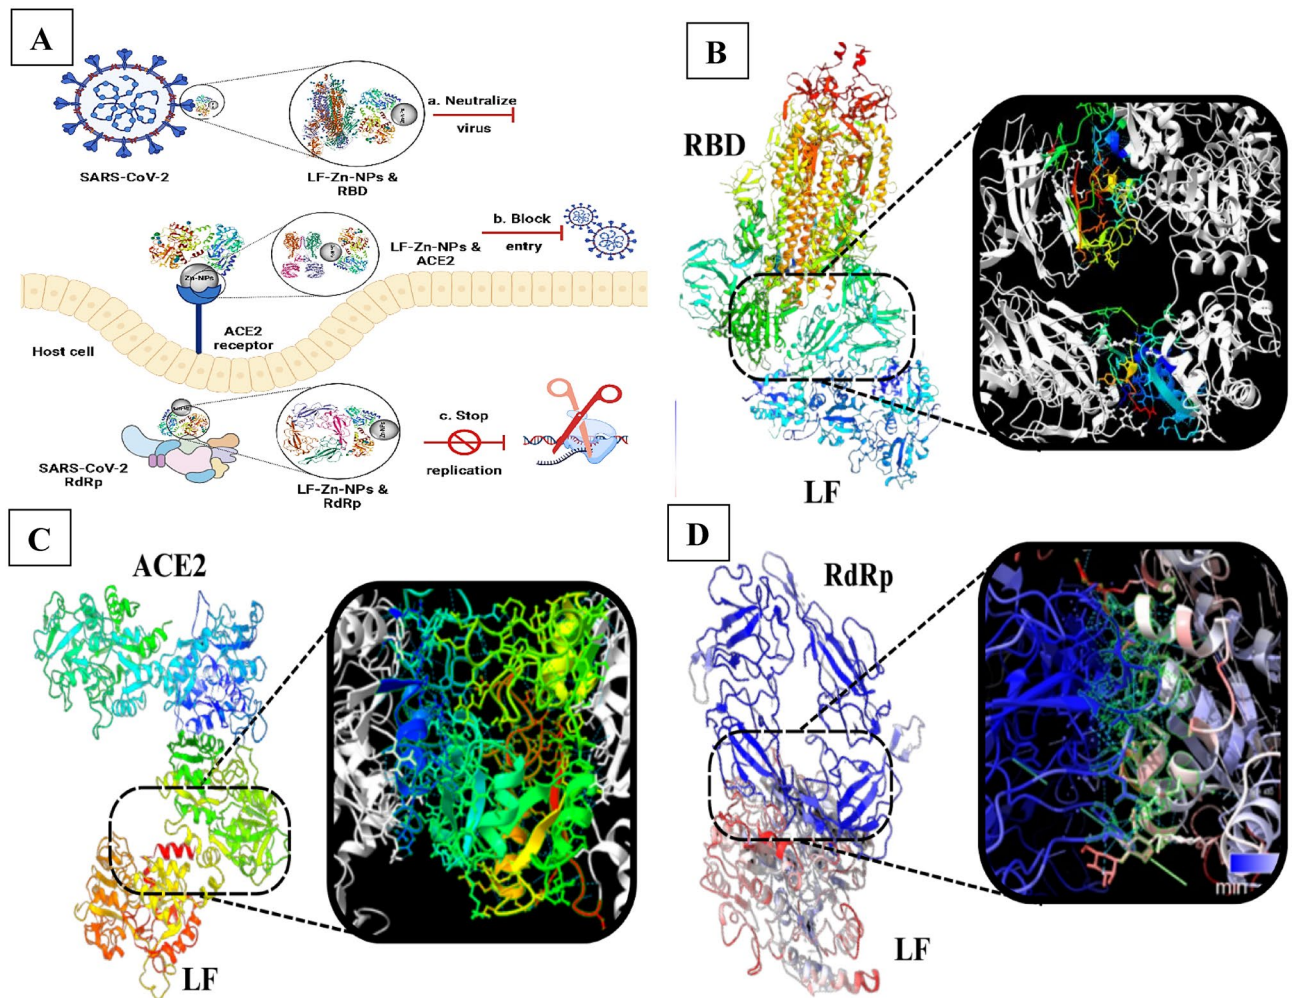 A
SARS-CoV-2
LF-Zn-NPs &
RBD
a. Neutralize
virus
Zn-NPs
LF-Zn-NPs &
ACE2
b. Block
entry
ACE2
receptor
Host cell
SARS-CoV-2
RdRp
LF-Zn-NPs &
RdRp
c. Stop
replication
B
RBD
LF
C
ACE2
LF
D
RdRp
LF
min